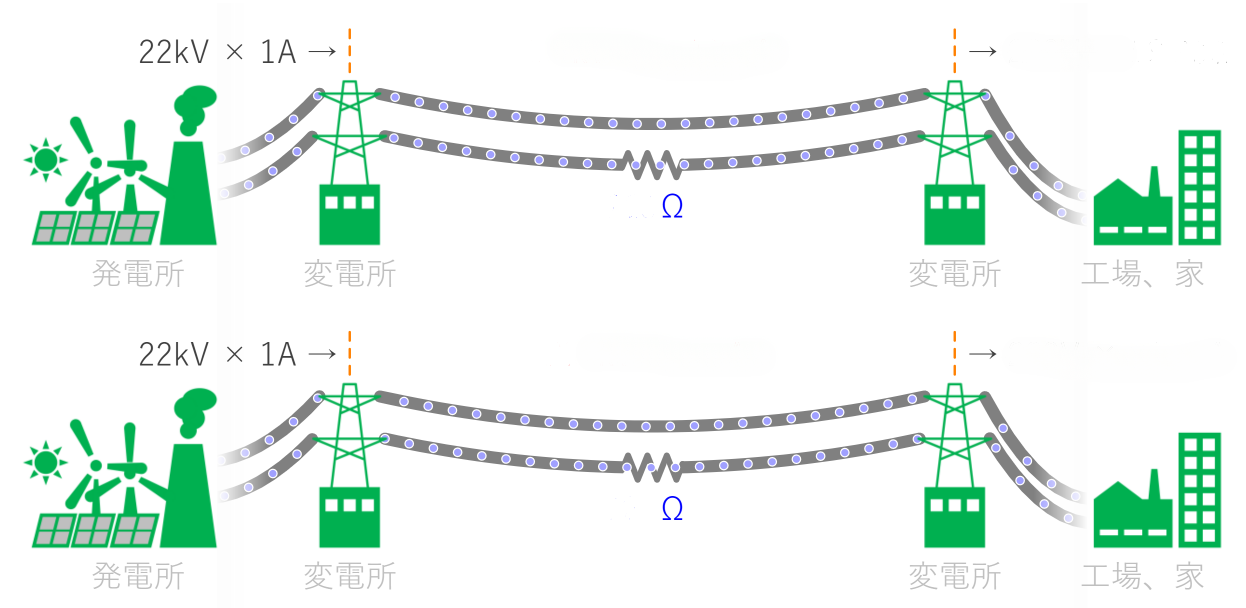 22kV × 1A → →
Ω
発電所 変電所 変電所 工場、家
22kV × 1A → →
Ω
発電所 変電所 変電所 工場、家